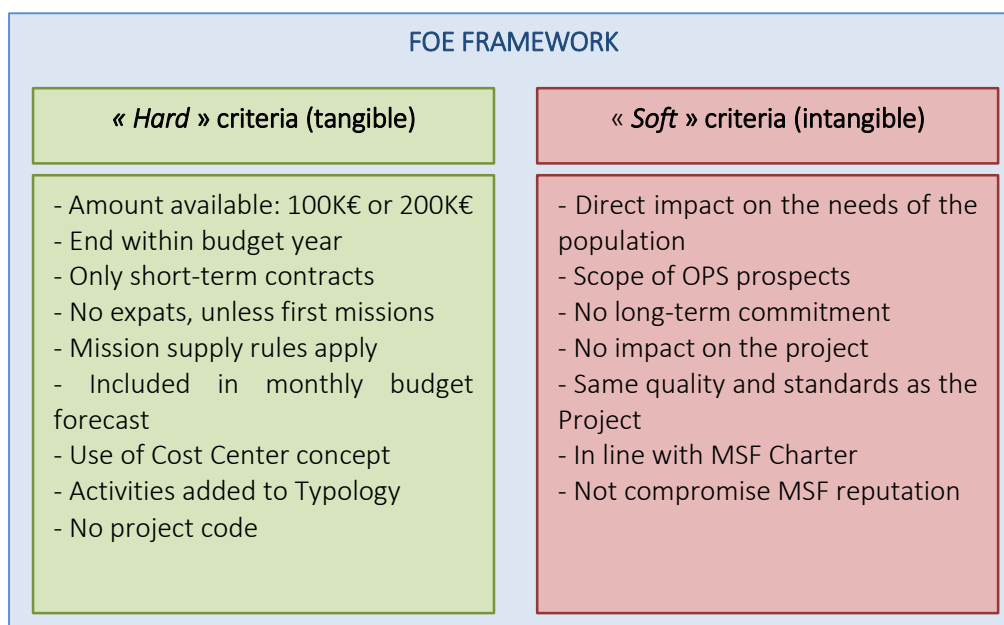 FOE FRAMEWORK
« Hard » criteria (tangible)
- Amount available: 100K€ or 200K€
- End within budget year
- Only short-term contracts
- No expats, unless first missions
- Mission supply rules apply
- Included in monthly budget
forecast
- Use of Cost Center concept
- Activities added to Typology
- No project code
« Soft » criteria (intangible)
- Direct impact on the needs of the
population
- Scope of OPS prospects
- No long-term commitment
- No impact on the project
- Same quality and standards as the
Project
- In line with MSF Charter
- Not compromise MSF reputation